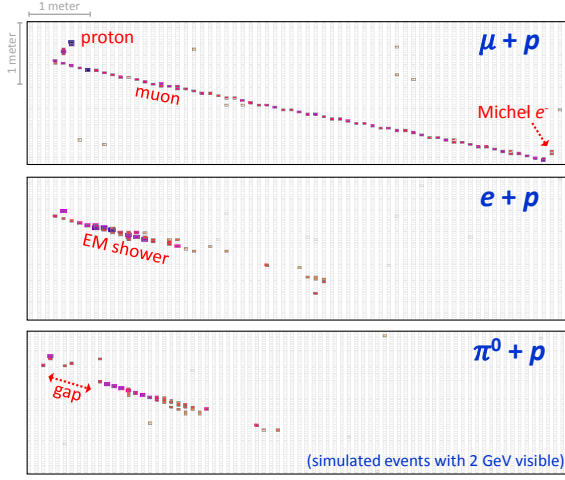 1 meter
1 meter
proton
μ + p
muon
Michel e-
e + p
EM shower
π0 + p
gap
(simulated events with 2 GeV visible)